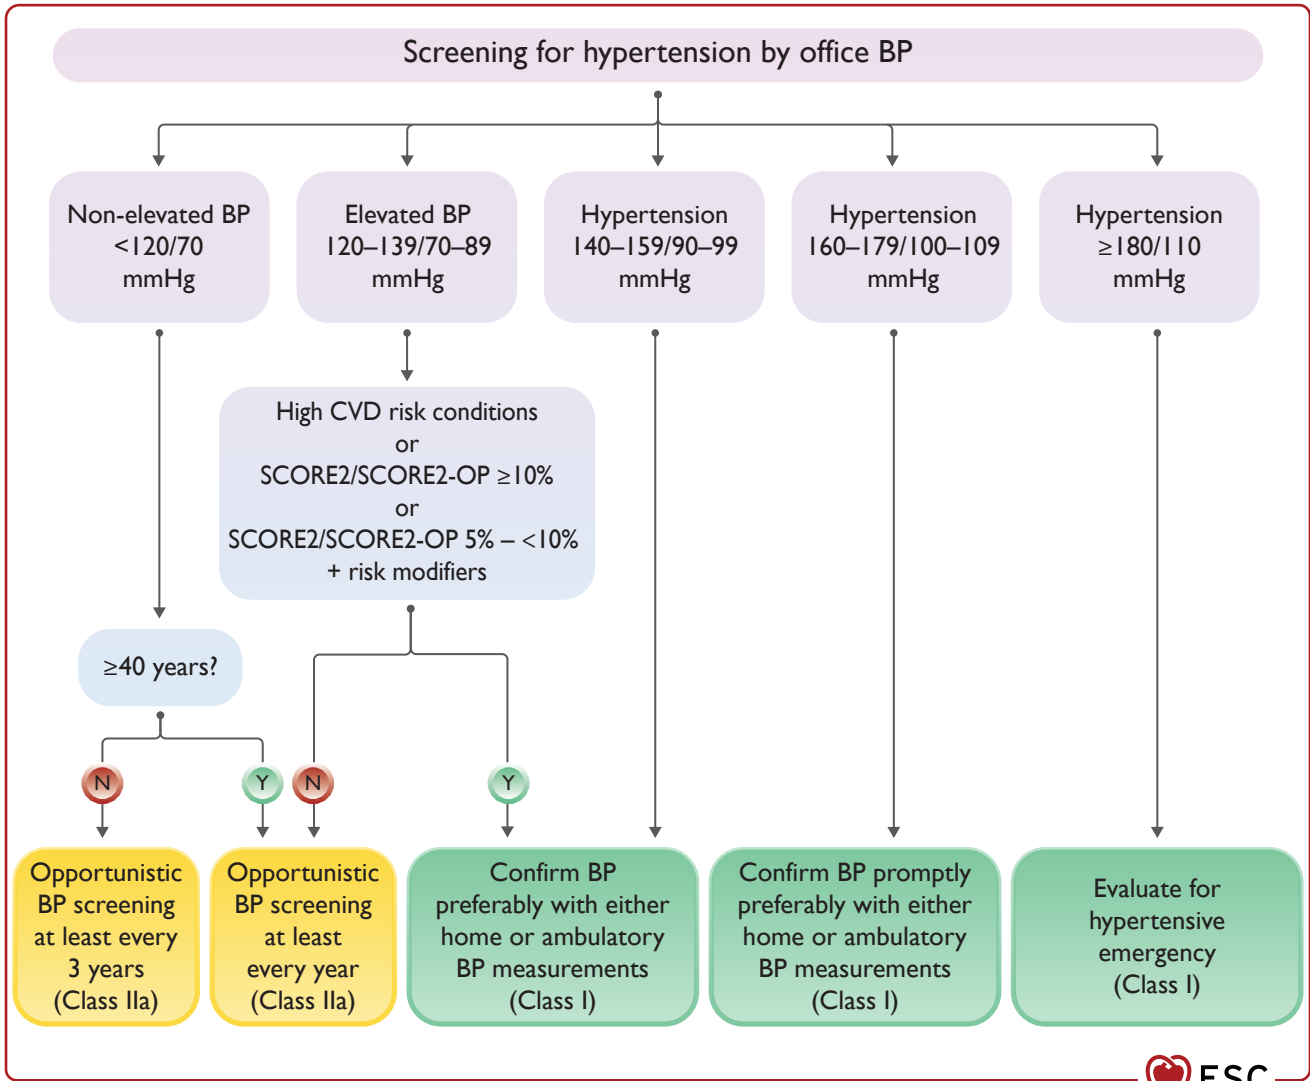 Screening for hypertension by office BP
Non-elevated BP
<120/70
mmHg
Elevated BP
120–139/70–89
mmHg
Hypertension
140–159/90–99
mmHg
Hypertension
160–179/100–109
mmHg
Hypertension
≥180/110
mmHg
High CVD risk conditions
or
SCORE2/SCORE2-OP ≥10%
or
SCORE2/SCORE2-OP 5% – <10%
+ risk modifiers
≥40 years?
N
Y
N
Y
Opportunistic
BP screening
at least every
3 years
(Class IIa)
Opportunistic
BP screening
at least
every year
(Class IIa)
Confirm BP
preferably with either
home or ambulatory
BP measurements
(Class I)
Confirm BP promptly
preferably with either
home or ambulatory
BP measurements
(Class I)
Evaluate for
hypertensive
emergency
(Class I)
ESC